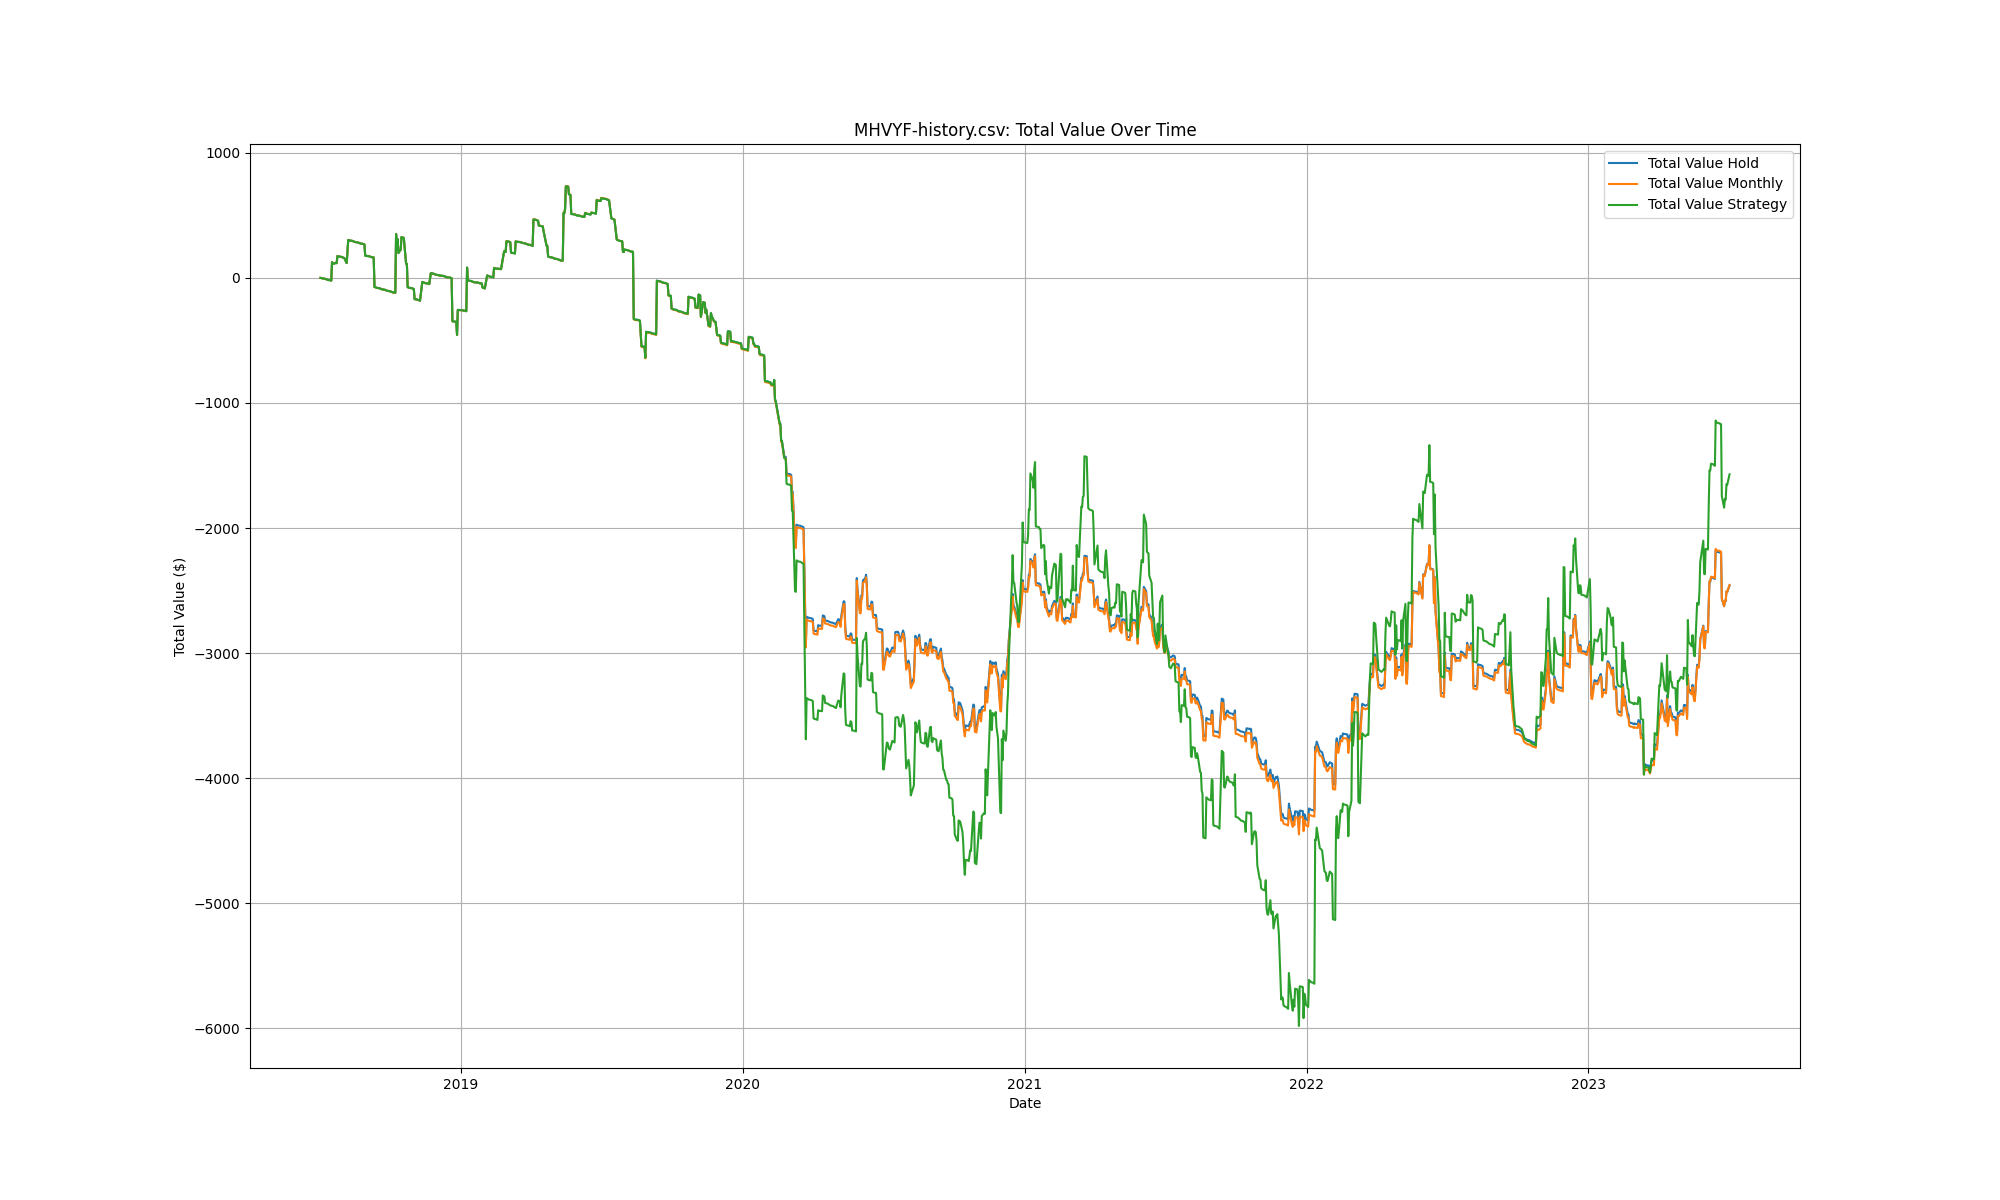 MHVYF-history.csv: Total Value Over Time
Total Value Hold
Total Value Monthly
Total Value Strategy
1000
0
−1000
−2000
−3000
−4000
−5000
−6000
Total Value ($)
2019
2020
2021
2022
2023
Date